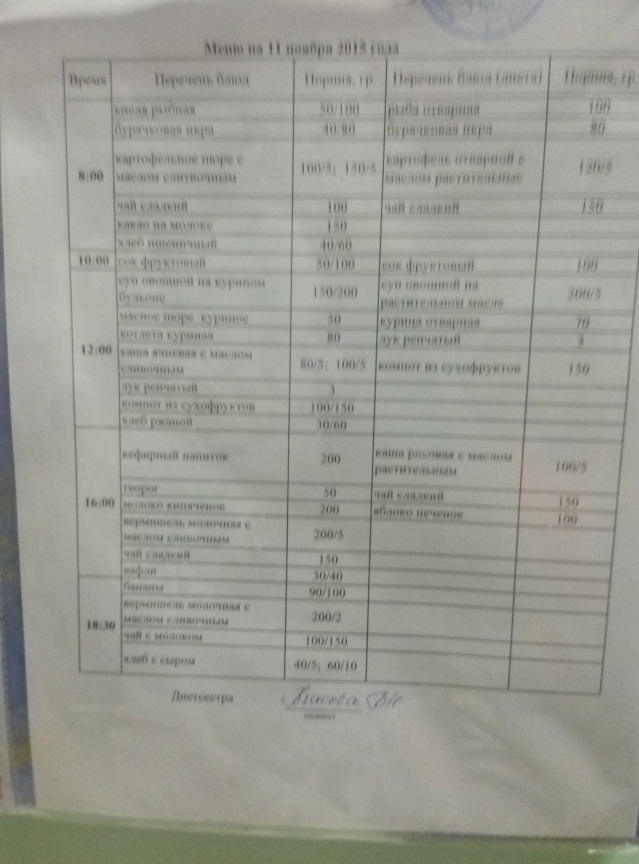 Меню на 11 ноября 2015 года
Время Перечень блюд Порция, гр. Перечень блюд (диета) Порция, гр.
рыбная 50/100 рыба отварная 100
бурячковая икра 40/80 бурячковая икра 80
8:00
картофельное пюре с картофель отварной с
маслом сливочным 100/5; 150/5 маслом растительным 120/5
чай сладкий 100 чай сладкий 150
какао на молоке 150
хлеб пшеничный 40/60
10:00 сок фруктовый 50/100 сок фруктовый 100
12:00
суп овощной на курином суп овощной на
бульоне 150/200 растительном масле 200/5
мясное пюре куриное 50 курица отварная 70
котлета куриная 80 лук репчатый 3
каша ячневая с маслом
сливочным 80/5; 100/5 компот из сухофруктов 150
лук репчатый 3
компот из сухофруктов 100/150
хлеб ржаной 30/60
16:00
кефирный напиток 200 каша рисовая с маслом
растительным 100/5
творог 50 чай сладкий 150
молоко кипяченое 200 яблоко печеное 100
вермишель молочная с
маслом сливочным 200/5
чай сладкий 150
вафли 30/40
18:30
бананы 90/100
вермишель молочная с
маслом сливочным 200/2
чай с молоком 100/150
хлеб с сыром 40/5; 60/10
Диетсестра Власова
(подпись)